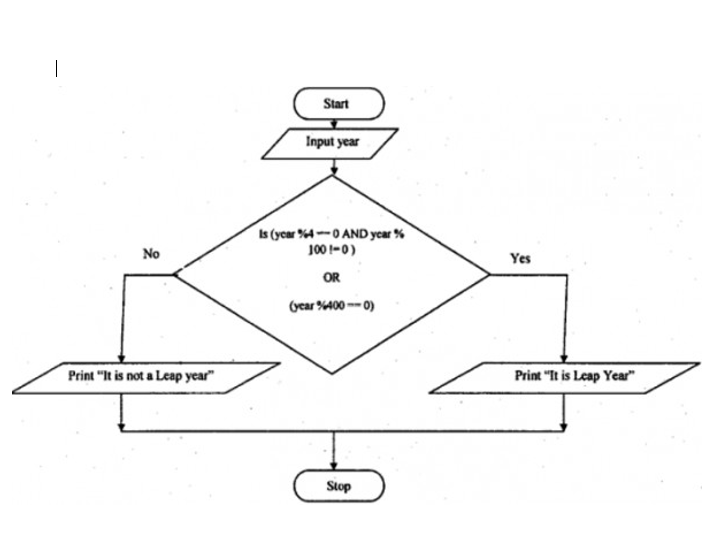 Start
Input year
Is (year %4 == 0 AND year %
100 != 0 )
OR
(year %400 == 0)
No
Yes
Print “It is not a Leap year”
Print “It is Leap Year”
Stop